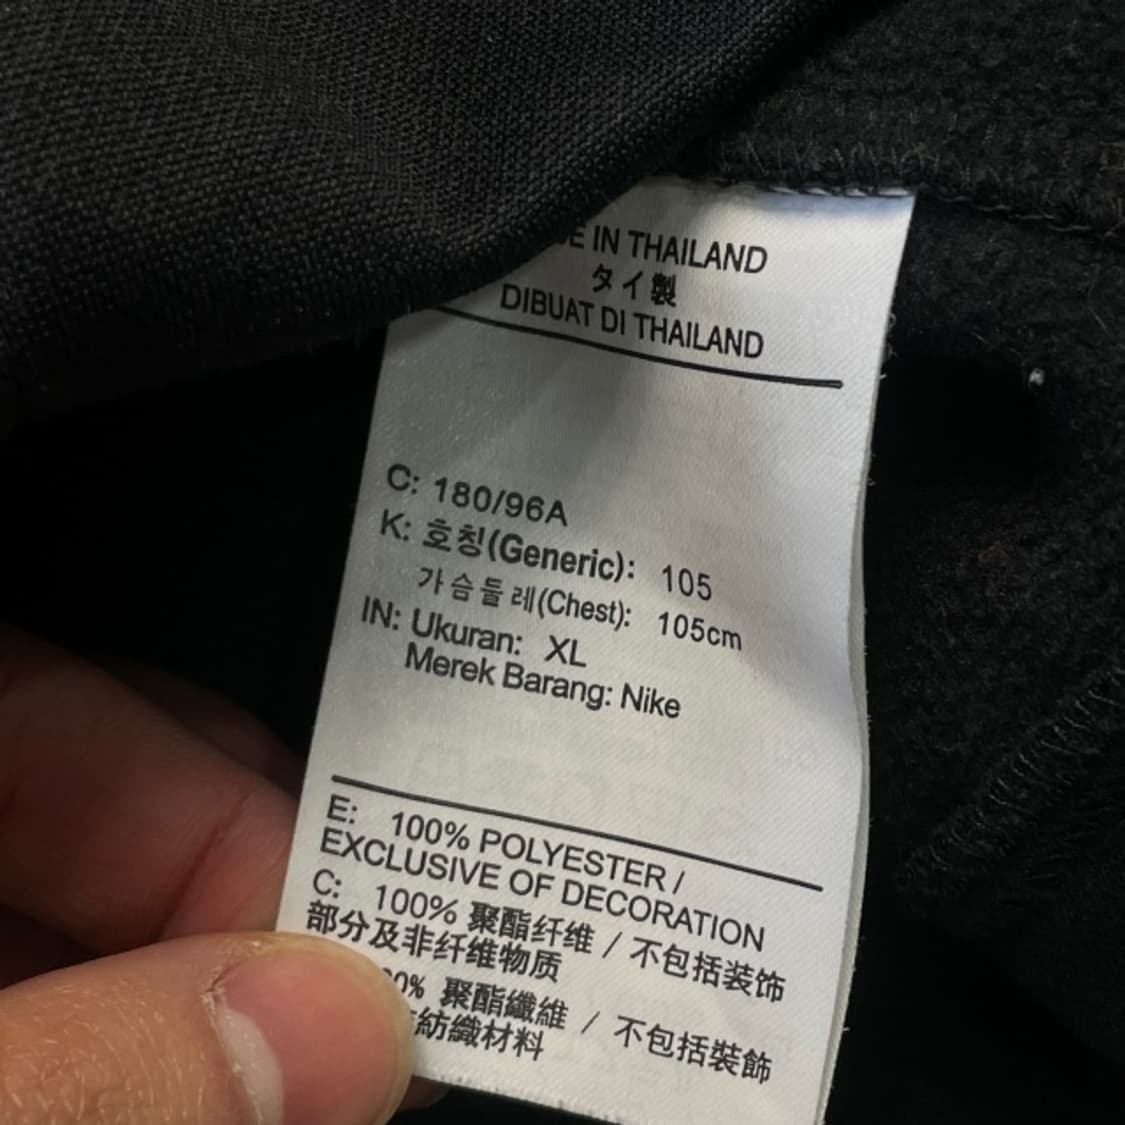 IN THAILAND
タイ製
DIBUAT DI THAILAND
C: 180/96A
K: 호칭(Generic): 105
가슴둘레(Chest): 105cm
IN: Ukuran: XL
Merek Barang: Nike
E: 100% POLYESTER /
EXCLUSIVE OF DECORATION
C: 100% 聚酯纤维 / 不包括装饰
部分及非纤维物质
0% 聚酯纖維 / 不包括裝飾
紡織材料